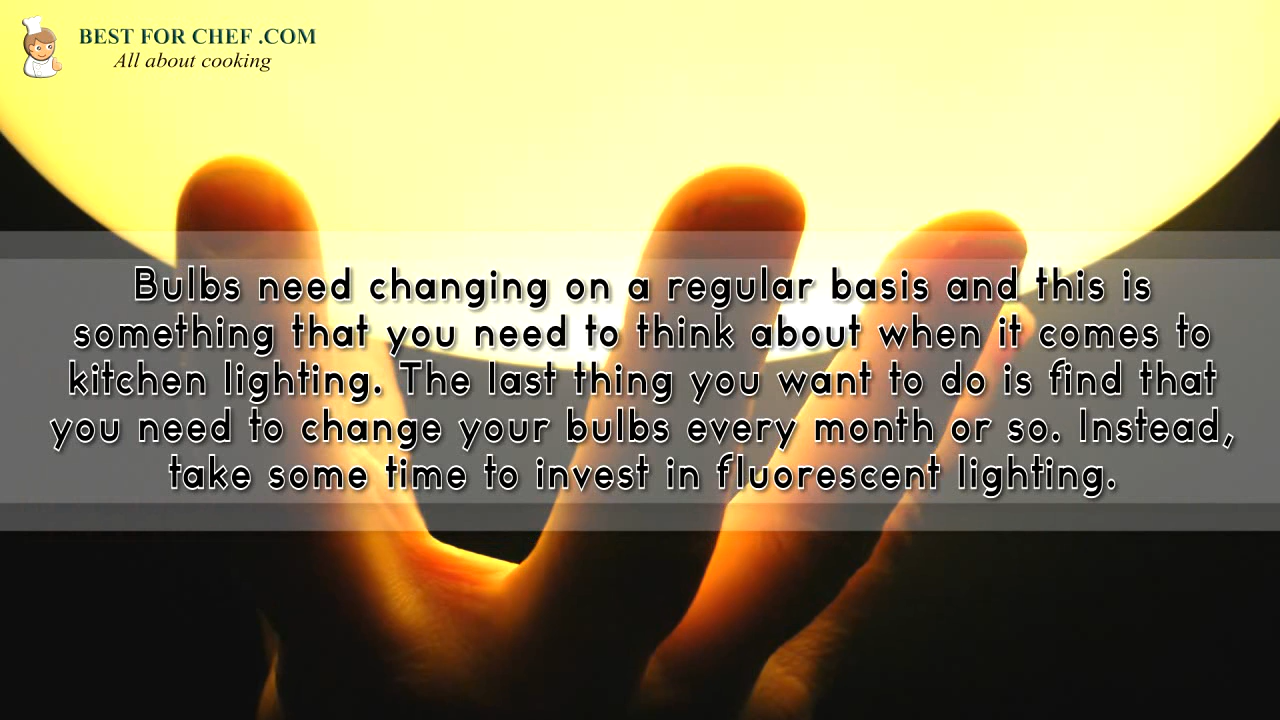 BEST FOR CHEF .COM
All about cooking
Bulbs need changing on a regular basis and this is
something that you need to think about when it comes to
kitchen lighting. The last thing you want to do is find that
you need to change your bulbs every month or so. Instead,
take some time to invest in fluorescent lighting.